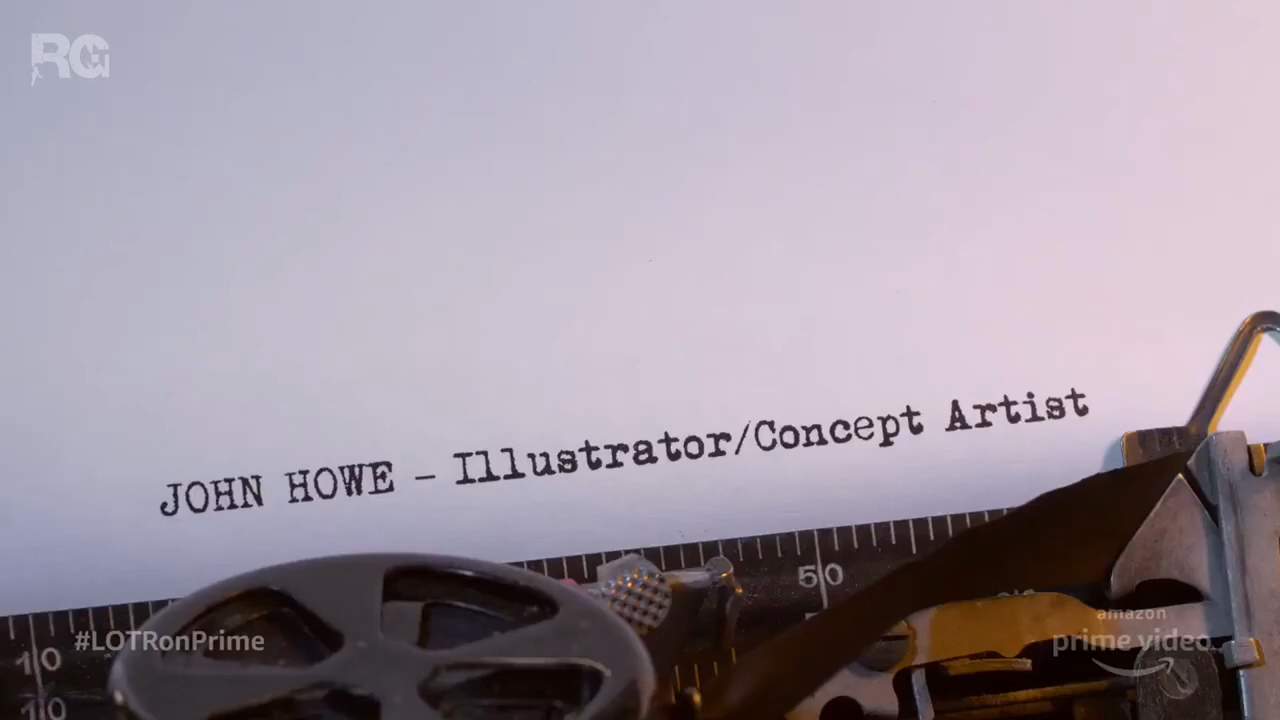 RG
JOHN HOWE – Illustrator/Concept Artist
50
10
10
#LOTRonPrime
amazon
prime video